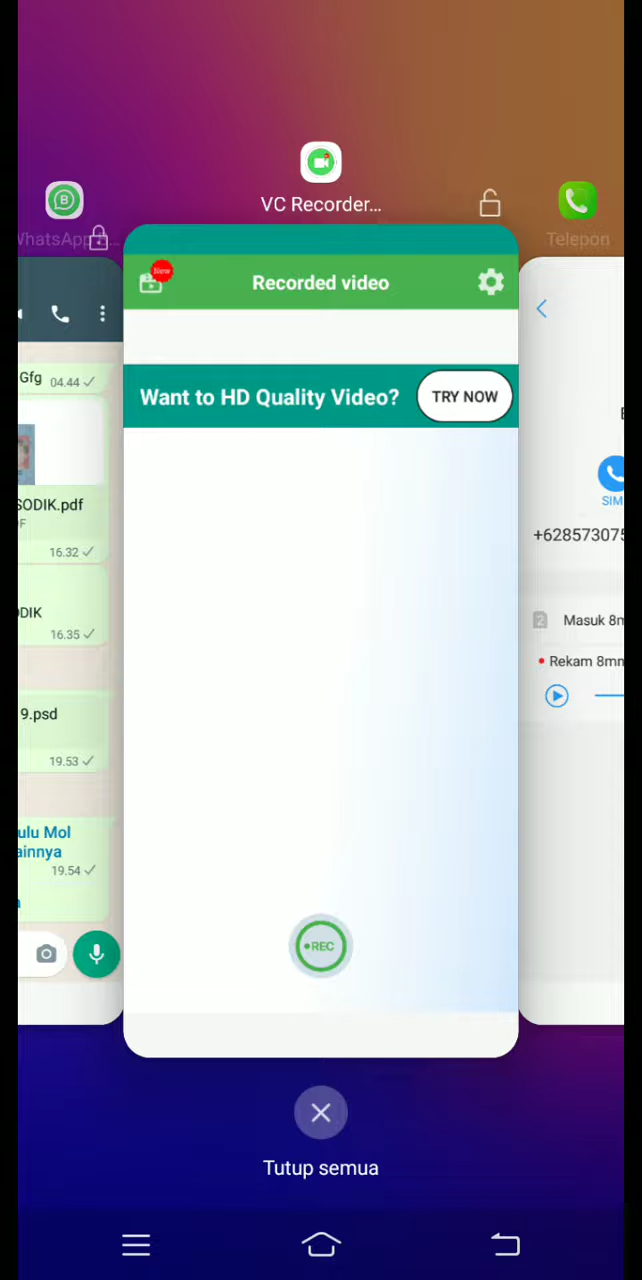 VC Recorder...
WhatsApp...
Telepon
New
Recorded video
Want to HD Quality Video?
TRY NOW
Gfg 04.44
SODIK.pdf
16.32
DIK
16.35
9.psd
19.53
ulu Mol
ainnya
19.54
SIM
+628573075
2 Masuk 8m
Rekam 8mn
REC
Tutup semua